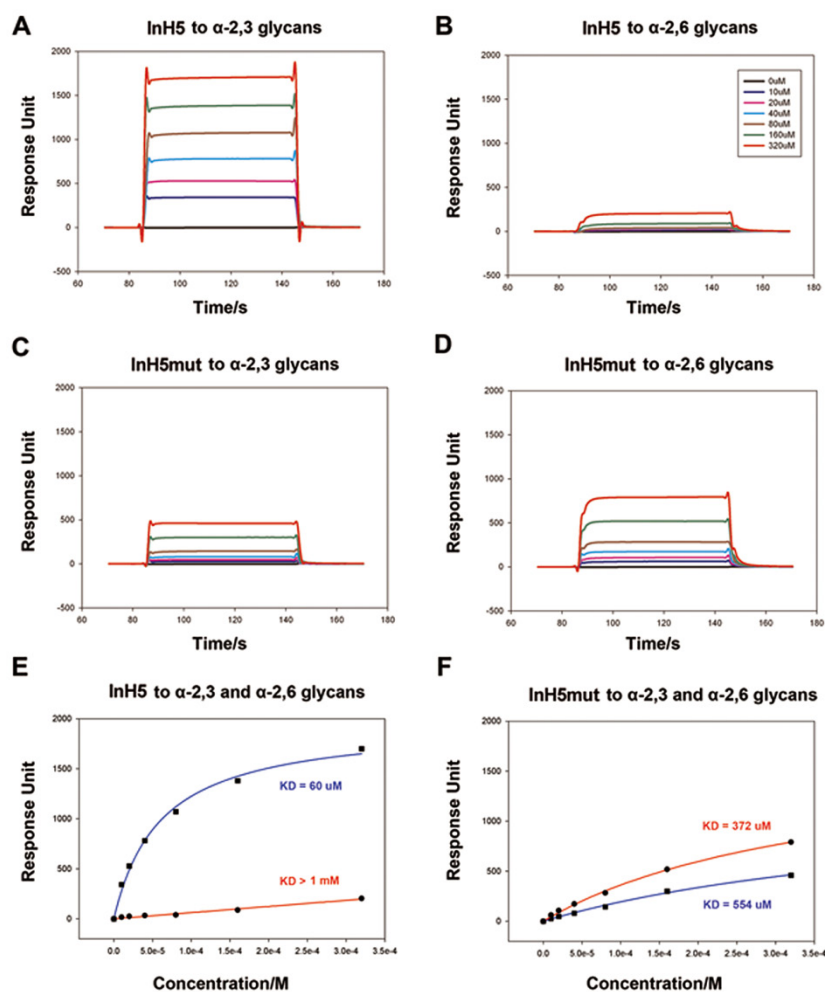 A
InH5 to α-2,3 glycans
Response Unit
2000
1500
1000
500
0
-500
60 80 100 120 140 160 180
Time/s
B
InH5 to α-2,6 glycans
Response Unit
2000
1500
1000
500
0
-500
0uM
10uM
20uM
40uM
80uM
160uM
320uM
60 80 100 120 140 160 180
Time/s
C
InH5mut to α-2,3 glycans
Response Unit
2000
1500
1000
500
0
-500
60 80 100 120 140 160 180
Time/s
D
InH5mut to α-2,6 glycans
Response Unit
2000
1500
1000
500
0
-500
60 80 100 120 140 160 180
Time/s
E
InH5 to α-2,3 and α-2,6 glycans
Response Unit
2000
1500
1000
500
0
KD = 60 uM
KD > 1 mM
0.0 5.0e-5 1.0e-4 1.5e-4 2.0e-4 2.5e-4 3.0e-4 3.5e-4
Concentration/M
F
InH5mut to α-2,3 and α-2,6 glycans
Response Unit
2000
1500
1000
500
0
KD = 372 uM
KD = 554 uM
0.0 5.0e-5 1.0e-4 1.5e-4 2.0e-4 2.5e-4 3.0e-4 3.5e-4
Concentration/M